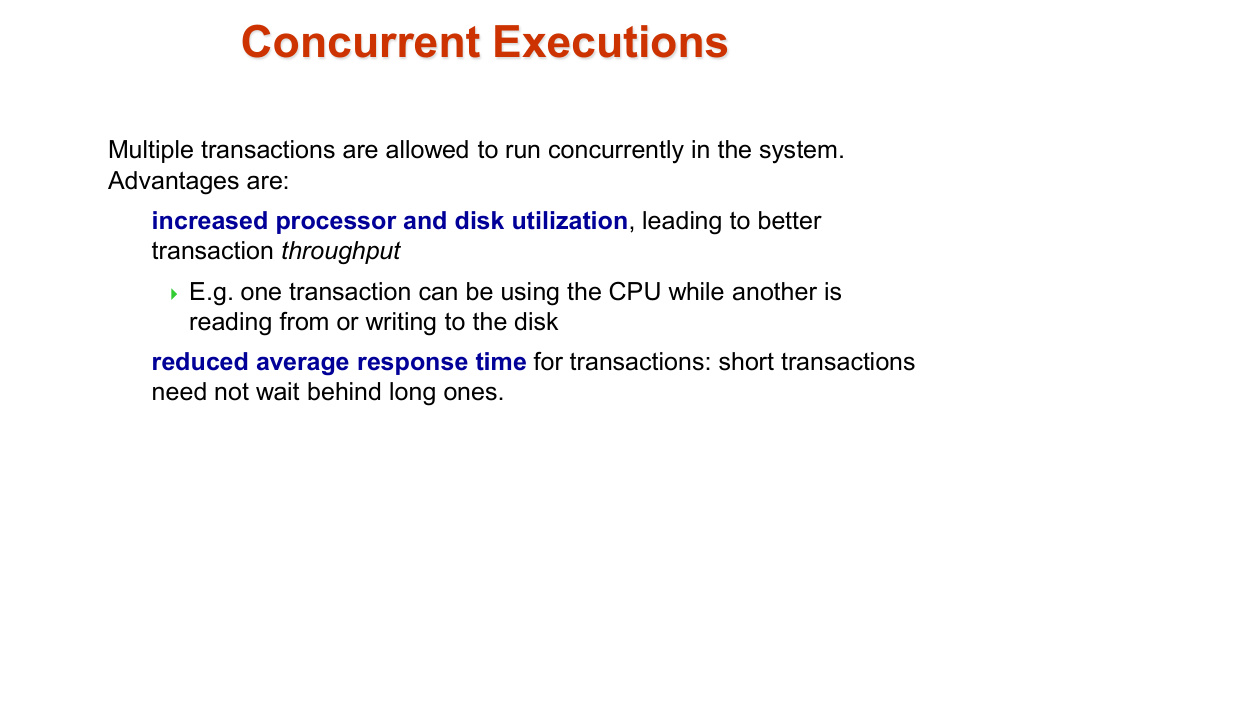 Concurrent Executions
Multiple transactions are allowed to run concurrently in the system.
Advantages are:
increased processor and disk utilization, leading to better
transaction throughput
E.g. one transaction can be using the CPU while another is
reading from or writing to the disk
reduced average response time for transactions: short transactions
need not wait behind long ones.